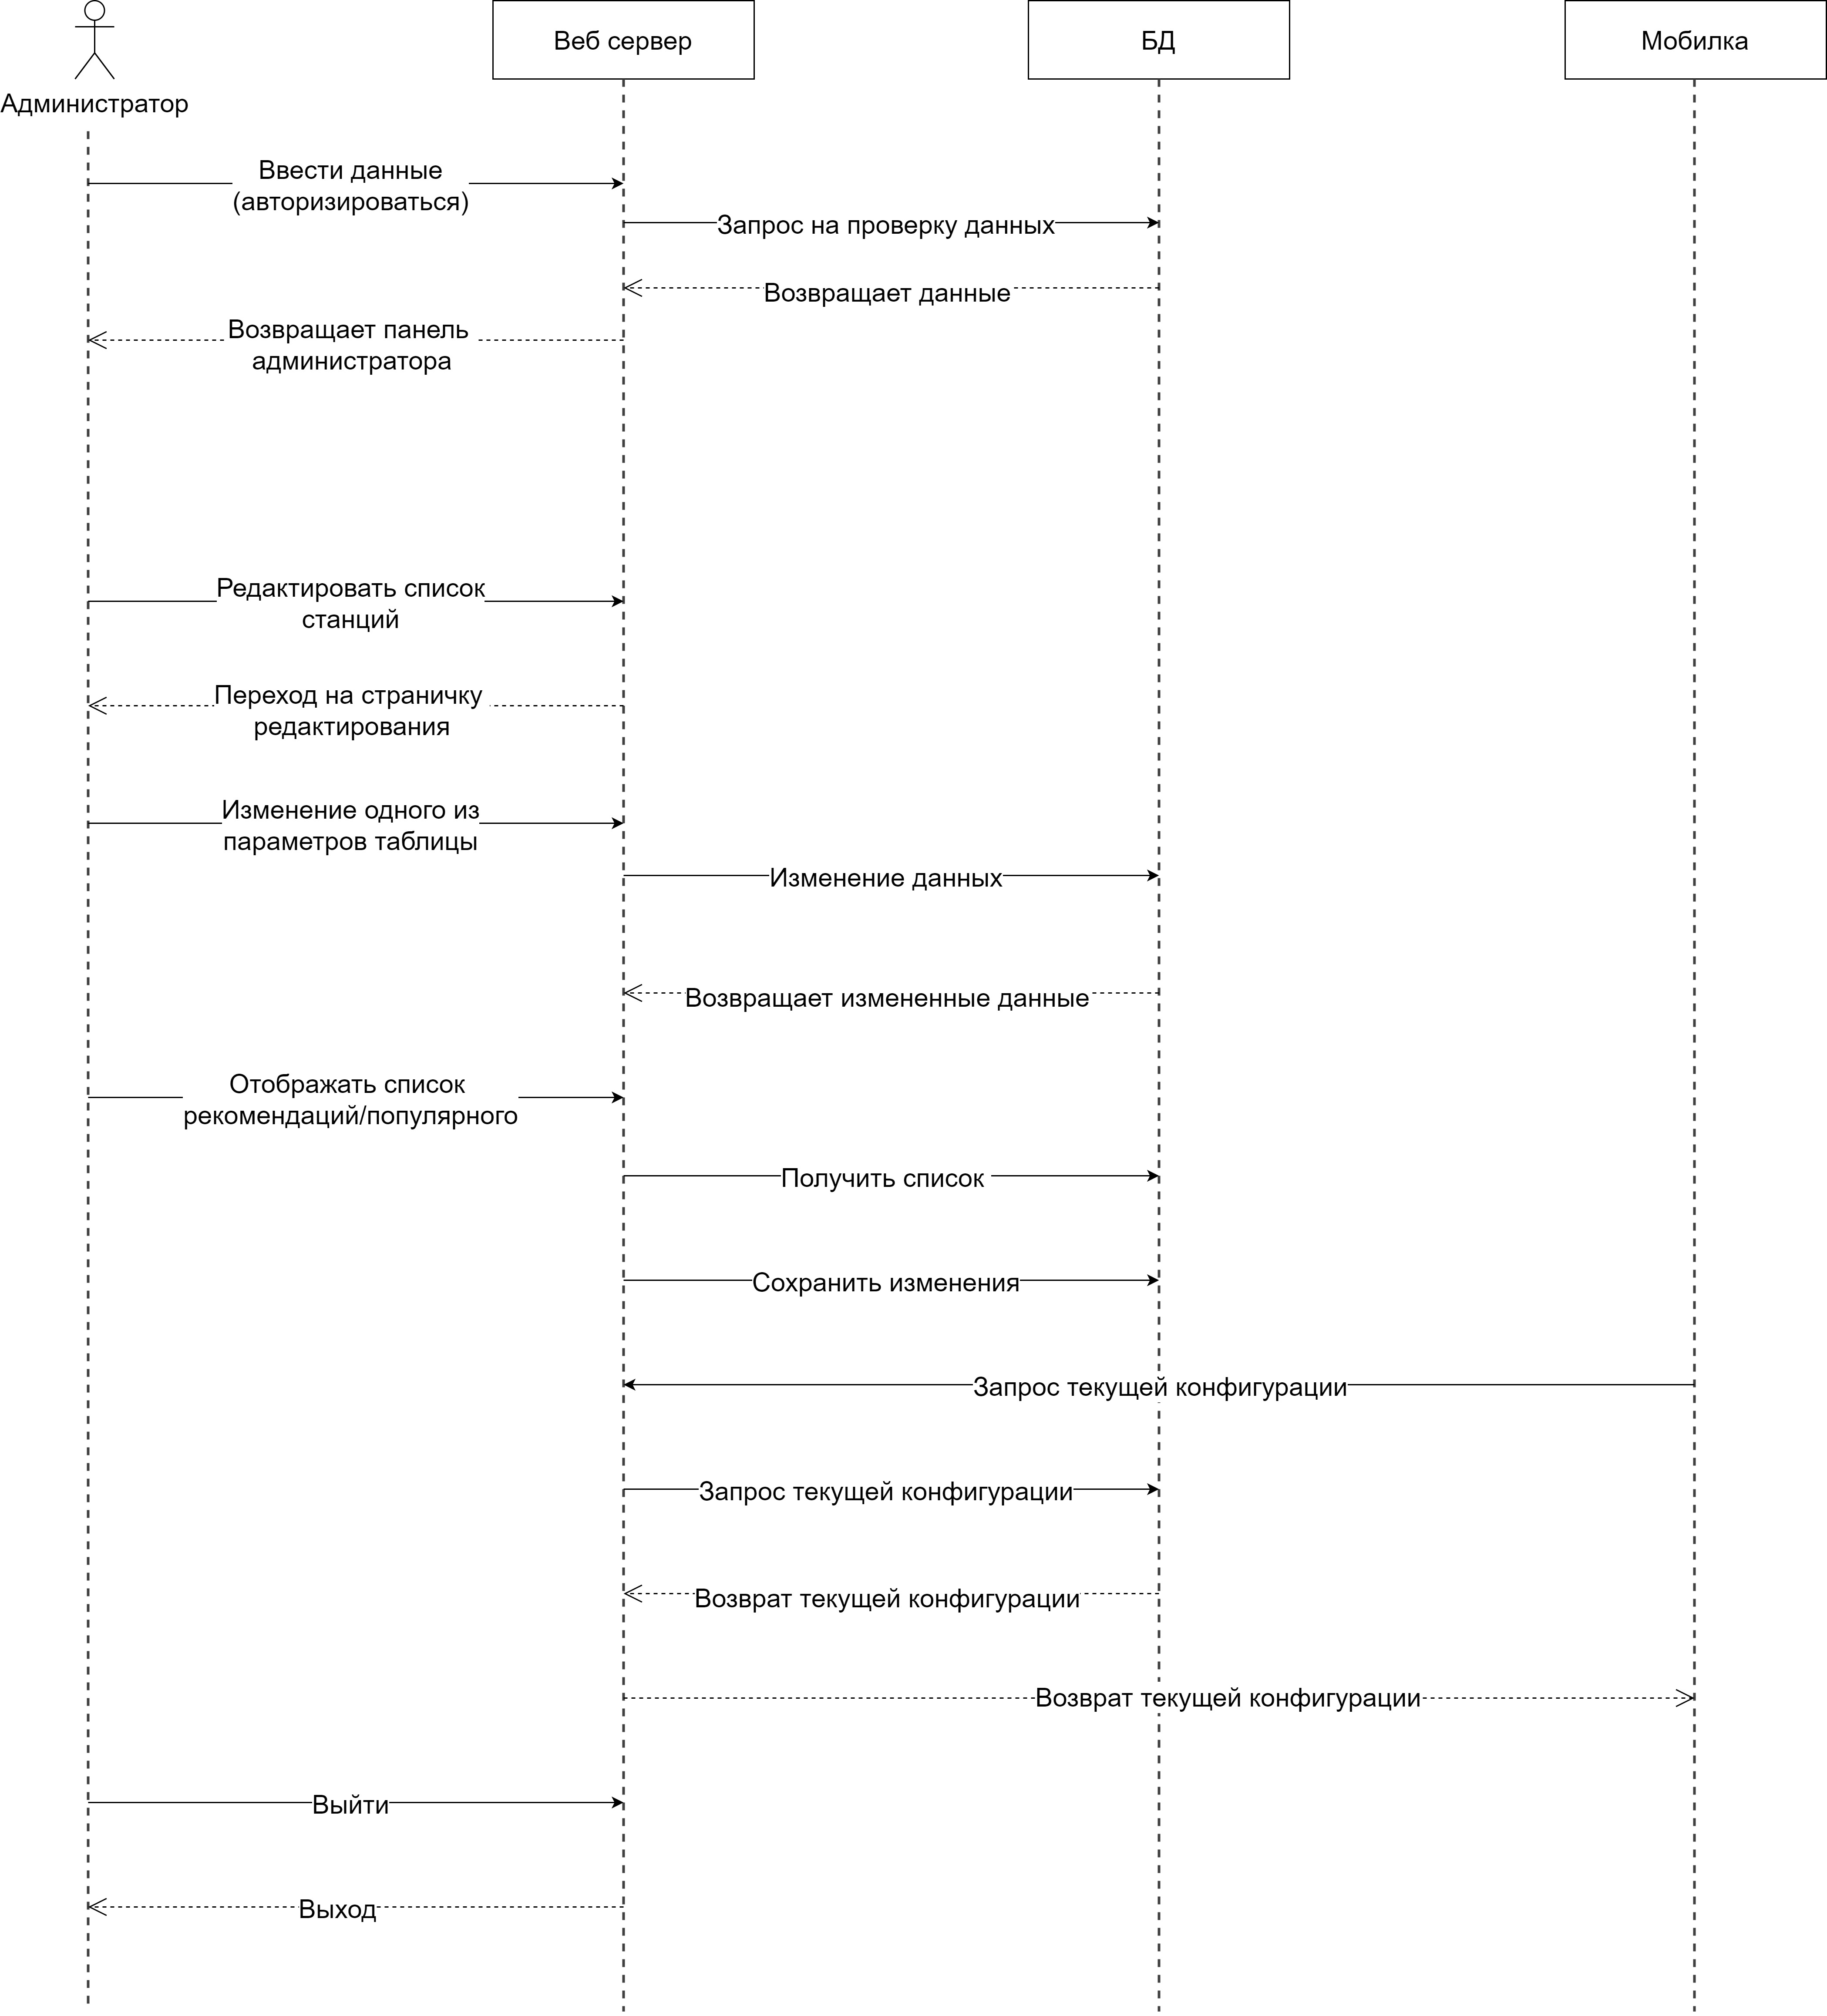 Веб сервер
БД
Мобилка
Администратор
Ввести данные
(авторизироваться)
Запрос на проверку данных
Возвращает данные
Возвращает панель
администратора
Редактировать список
станций
Переход на страничку
редактирования
Изменение одного из
параметров таблицы
Изменение данных
Возвращает измененные данные
Отображать список
рекомендаций/популярного
Получить список
Сохранить изменения
Запрос текущей конфигурации
Запрос текущей конфигурации
Возврат текущей конфигурации
Возврат текущей конфигурации
Выйти
Выход